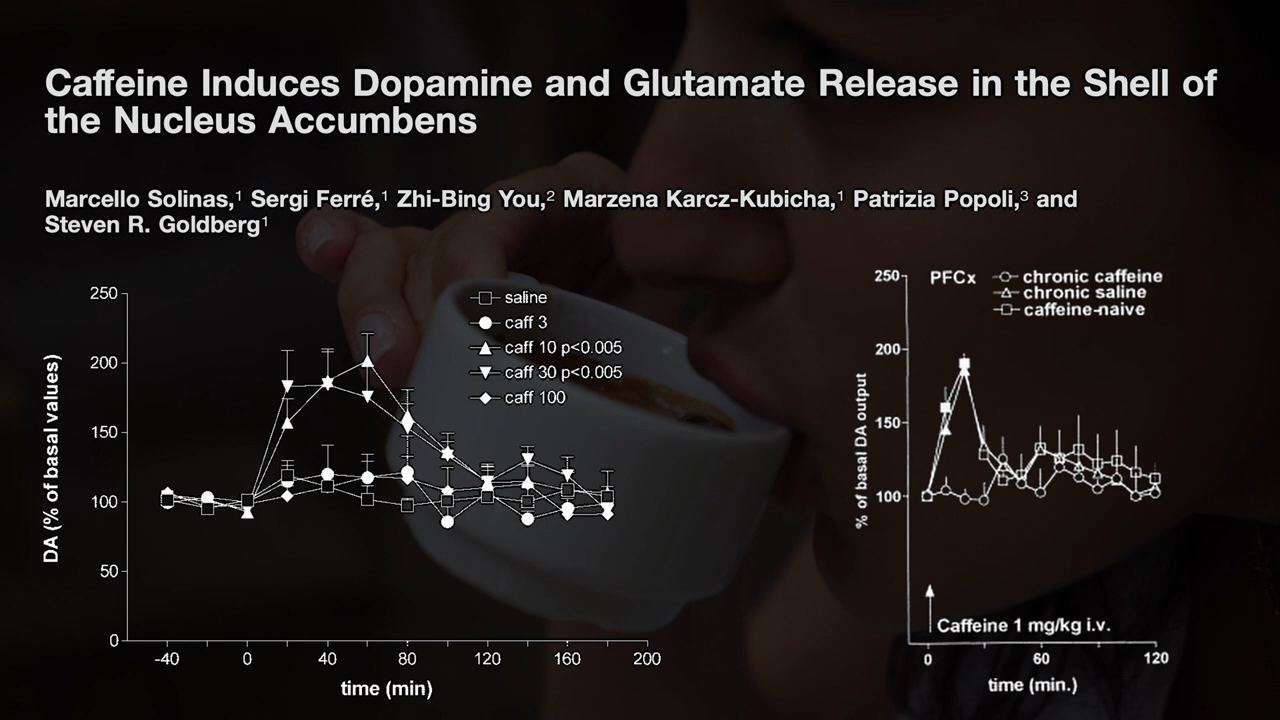 Caffeine Induces Dopamine and Glutamate Release in the Shell of
the Nucleus Accumbens
Marcello Solinas,¹ Sergi Ferré,¹ Zhi-Bing You,² Marzena Karcz-Kubicha,¹ Patrizia Popoli,³ and
Steven R. Goldberg¹
DA (% of basal values)
250
200
150
100
50
0
-40
0
40
80
120
160
200
time (min)
saline
caff 3
caff 10 p<0.005
caff 30 p<0.005
caff 100
% of basal DA output
250
200
150
100
PFCx
chronic caffeine
chronic saline
caffeine-naive
Caffeine 1 mg/kg i.v.
0
60
120
time (min.)